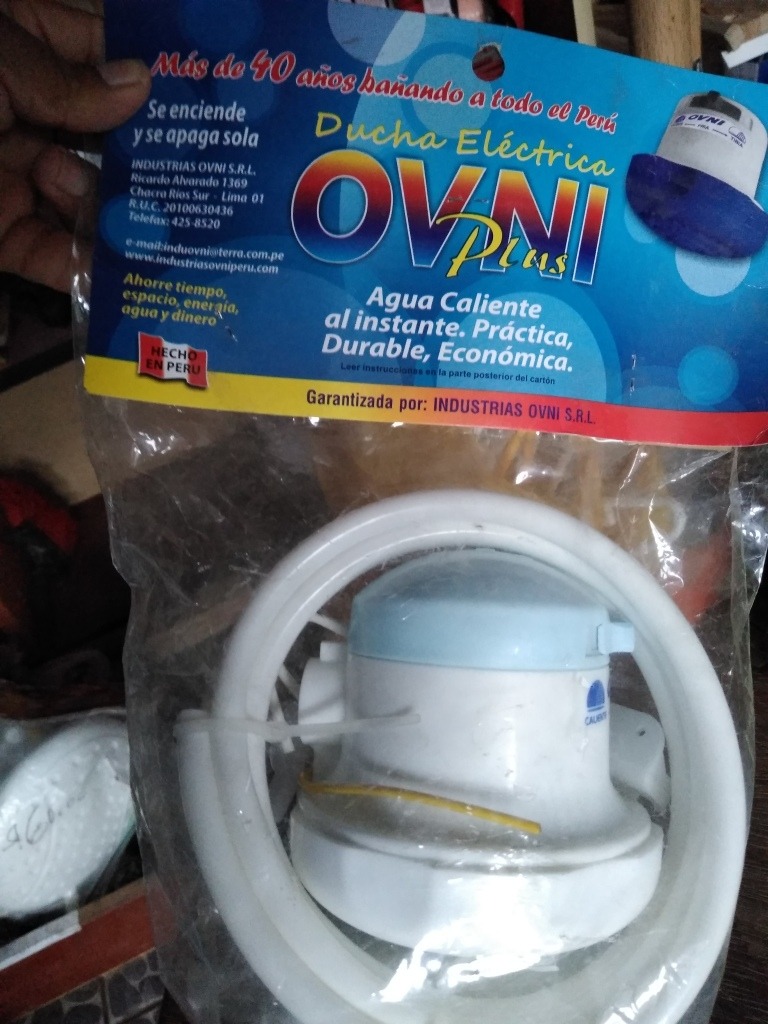 Más de 40 años bañando a todo el Perú
Se enciende
y se apaga sola
INDUSTRIAS OVNI S.R.L.
Ricardo Alvarado 1369
Chacra Ríos Sur - Lima 01
R.U.C. 20100630436
Telefax: 425-8520
e-mail:induovni@terra.com.pe
www.industriasovniperu.com
Ahorre tiempo,
espacio, energía,
agua y dinero
HECHO
EN PERU
Ducha Eléctrica
OVNI
Plus
Agua Caliente
al instante. Práctica,
Durable, Económica.
Leer instrucciones en la parte posterior del cartón
Garantizada por: INDUSTRIAS OVNI S.R.L.
OVNI
FRIA
TIBIA
CALIENTE